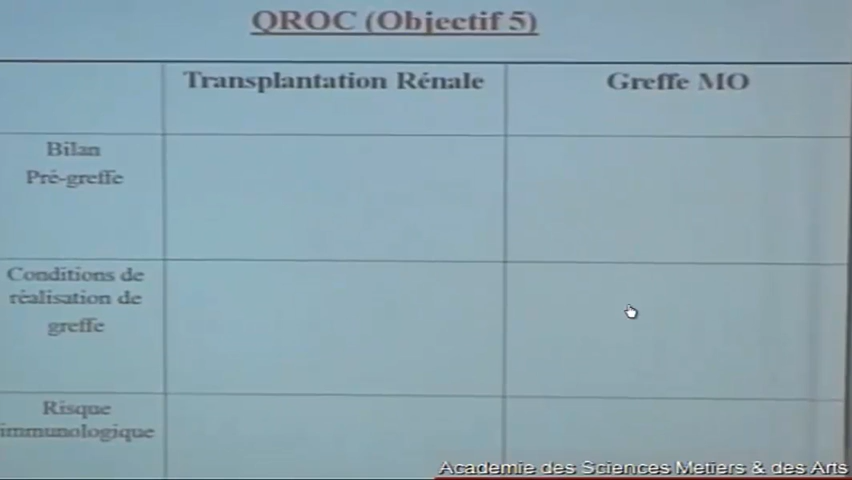 QROC (Objectif 5)
Transplantation Rénale
Greffe MO
Bilan
Pré-greffe
Conditions de
réalisation de
greffe
Risque
immunologique
Academie des Sciences Metiers & des Arts